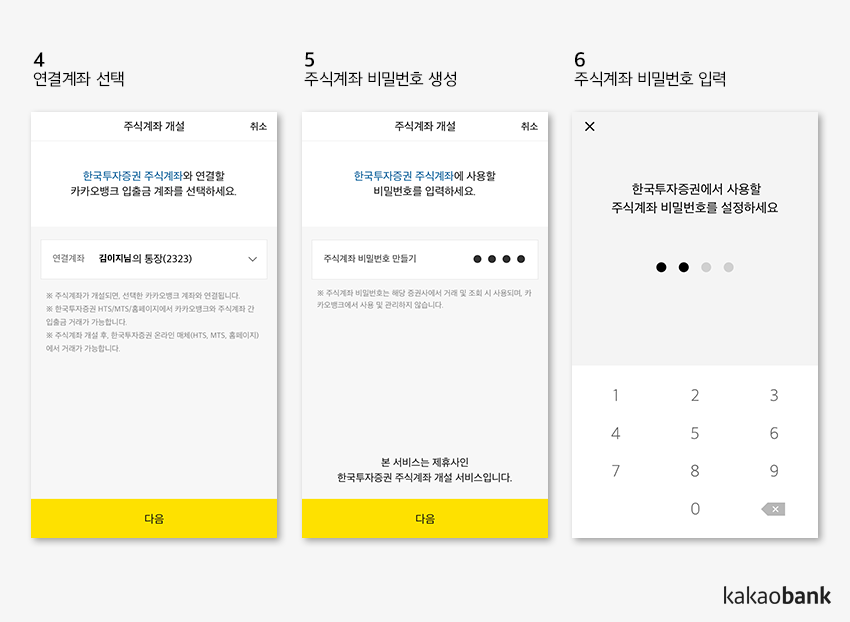 4
연결계좌 선택
주식계좌 개설 취소
한국투자증권 주식계좌와 연결할
카카오뱅크 입출금 계좌를 선택하세요.
연결계좌 김이지님의 통장(2323)
※ 주식계좌가 개설되면, 선택한 카카오뱅크 계좌와 연결됩니다.
※ 한국투자증권 HTS/MTS/홈페이지에서 카카오뱅크와 주식계좌 간
입출금 거래가 가능합니다.
※ 주식계좌 개설 후, 한국투자증권 온라인 매체(HTS, MTS, 홈페이지)
에서 거래가 가능합니다.
다음
5
주식계좌 비밀번호 생성
주식계좌 개설 취소
한국투자증권 주식계좌에 사용할
비밀번호를 입력하세요.
주식계좌 비밀번호 만들기
※ 주식계좌 비밀번호는 해당 증권사에서 거래 및 조회 시 사용되며, 카
카오뱅크에서 사용 및 관리하지 않습니다.
본 서비스는 제휴사인
한국투자증권 주식계좌 개설 서비스입니다.
다음
6
주식계좌 비밀번호 입력
한국투자증권에서 사용할
주식계좌 비밀번호를 설정하세요
1 2 3
4 5 6
7 8 9
0
kakaobank